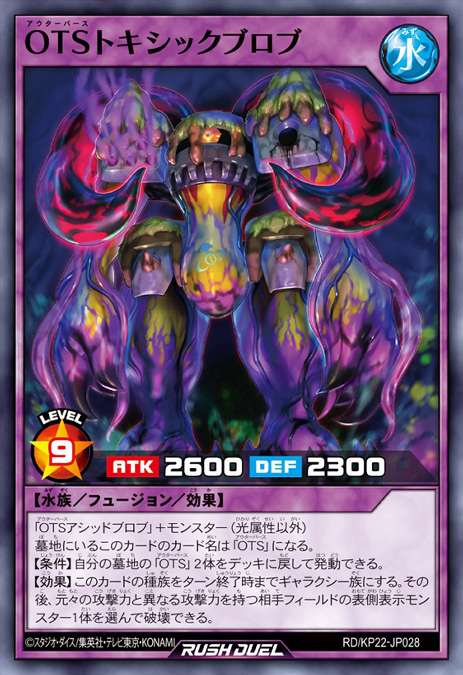 アウターバース
OTSトキシックブロブ
みず
水
LEVEL
9
ATK 2600 DEF 2300
【水族／フュージョン／効果】
「OTSアシッドブロブ」＋モンスター（光属性以外）
墓地にいるこのカードのカード名は「OTS」になる。
【条件】自分の墓地の「OTS」2体をデッキに戻して発動できる。
【効果】このカードの種族をターン終了時までギャラクシー族にする。その
後、元々の攻撃力と異なる攻撃力を持つ相手フィールドの表側表示モン
スター1体を選んで破壊できる。
©スタジオ・ダイス/集英社・テレビ東京・KONAMI
RUSH DUEL
RD/KP22-JP028